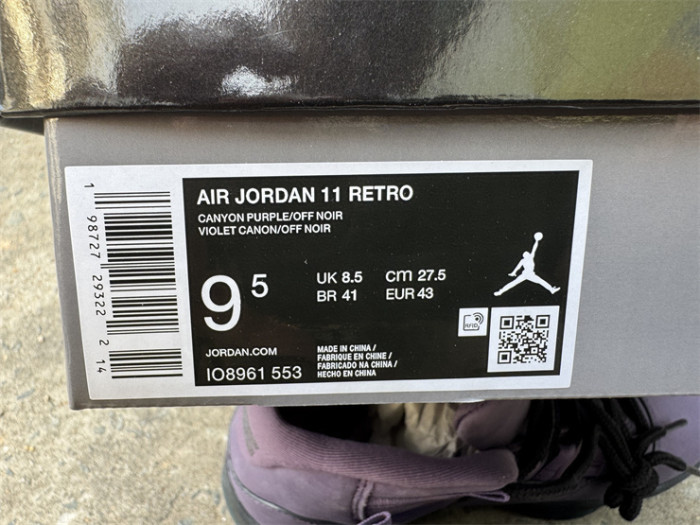 AIR JORDAN 11 RETRO
CANYON PURPLE/OFF NOIR
VIOLET CANON/OFF NOIR
9 5
UK 8.5 CM 27.5
BR 41 EUR 43
RFID
JORDAN.COM
IO8961 553
MADE IN CHINA /
FABRIQUE EN CHINE /
FABRICADO NA CHINA /
HECHO EN CHINA
1 98727 29322 2 14